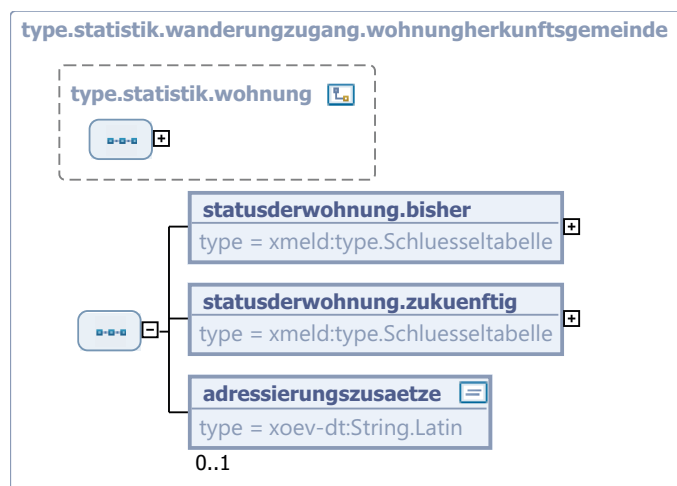 type.statistik.wanderungzugang.wohnungherkunftsgemeinde
type.statistik.wohnung
statusderwohnung.bisher
type = xmeld:type.Schluesseltabelle
statusderwohnung.zukuenftig
type = xmeld:type.Schluesseltabelle
adressierungszusaetze
type = xoev-dt:String.Latin
0..1